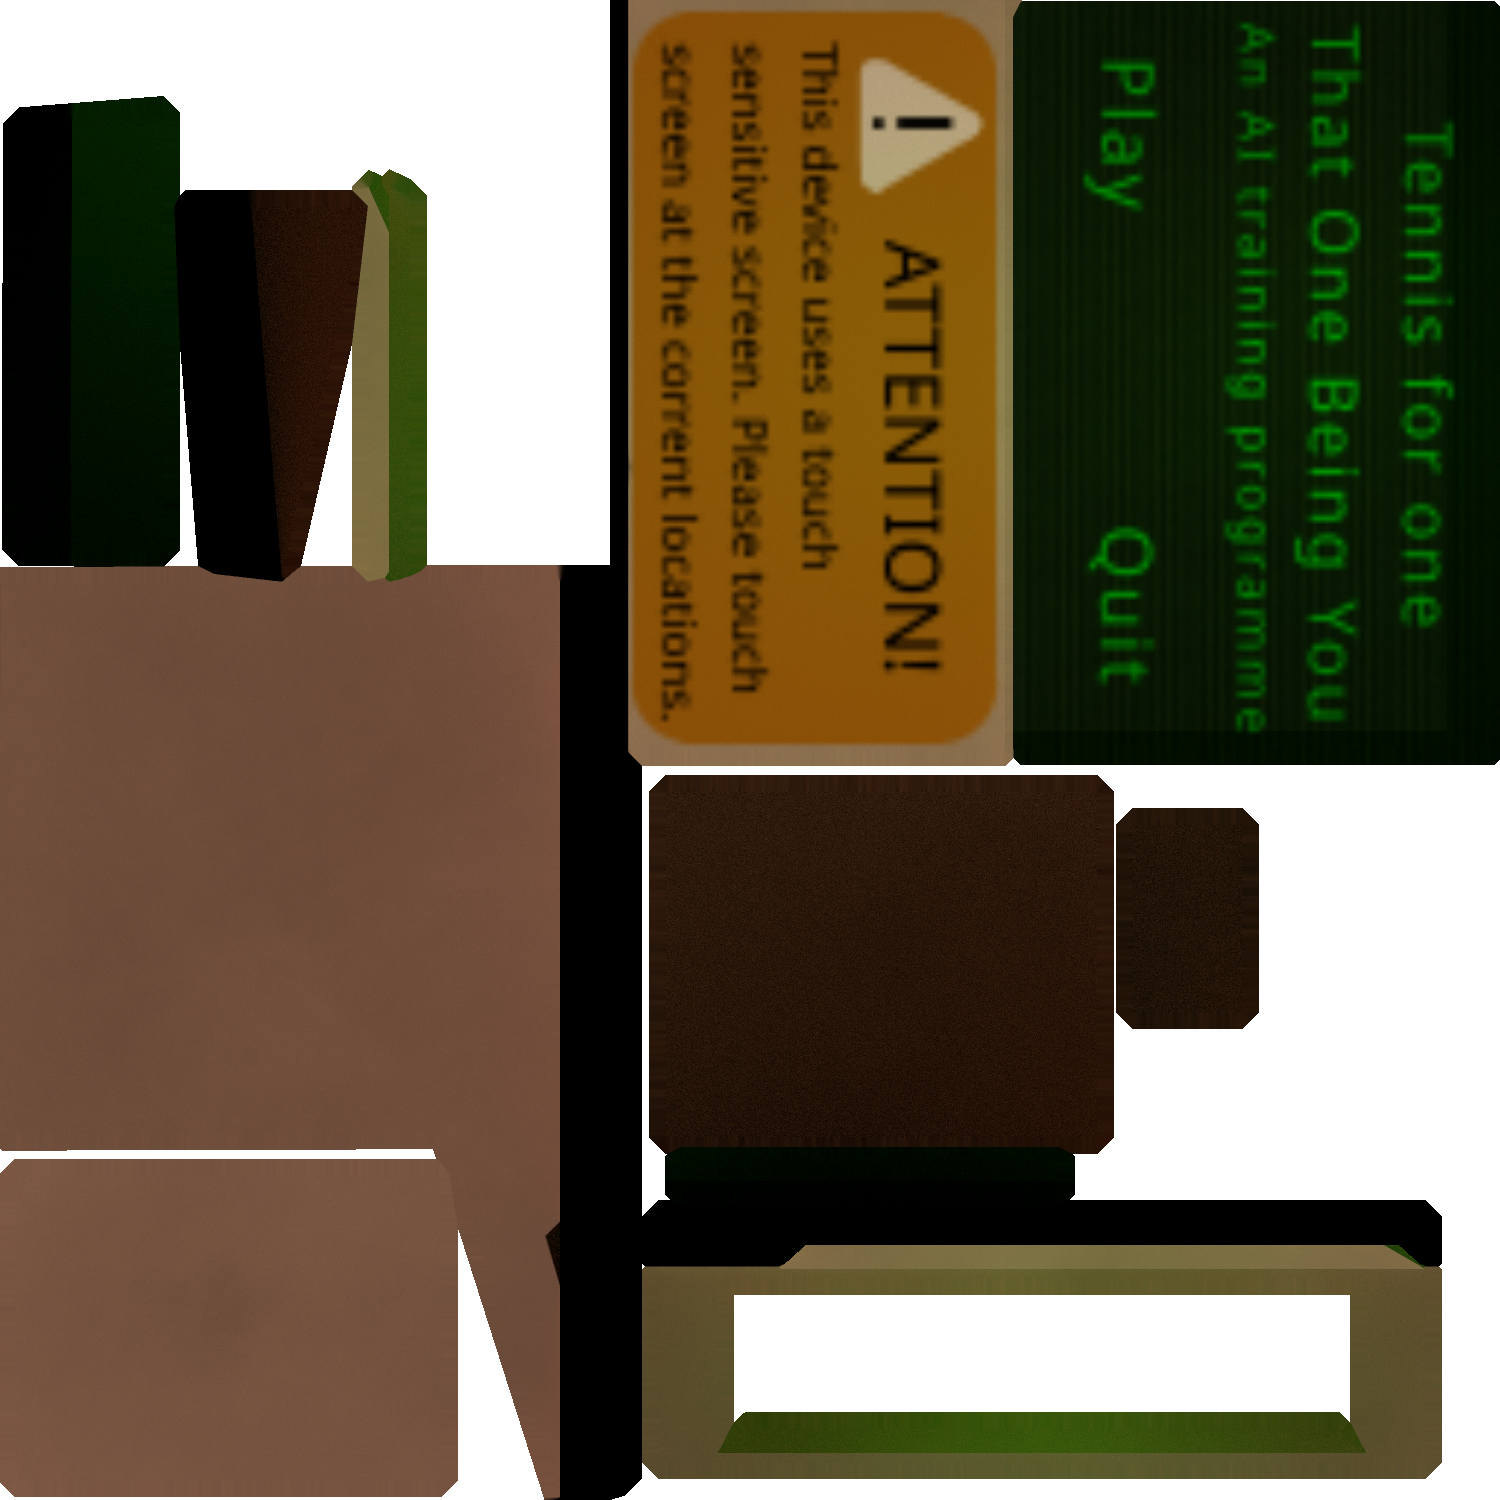 ! ATTENTION!
This device uses a touch
sensitive screen. Please touch
screen at the corrent locations.
Tennis for one
That One Being You
An AI training programme
Play Quit